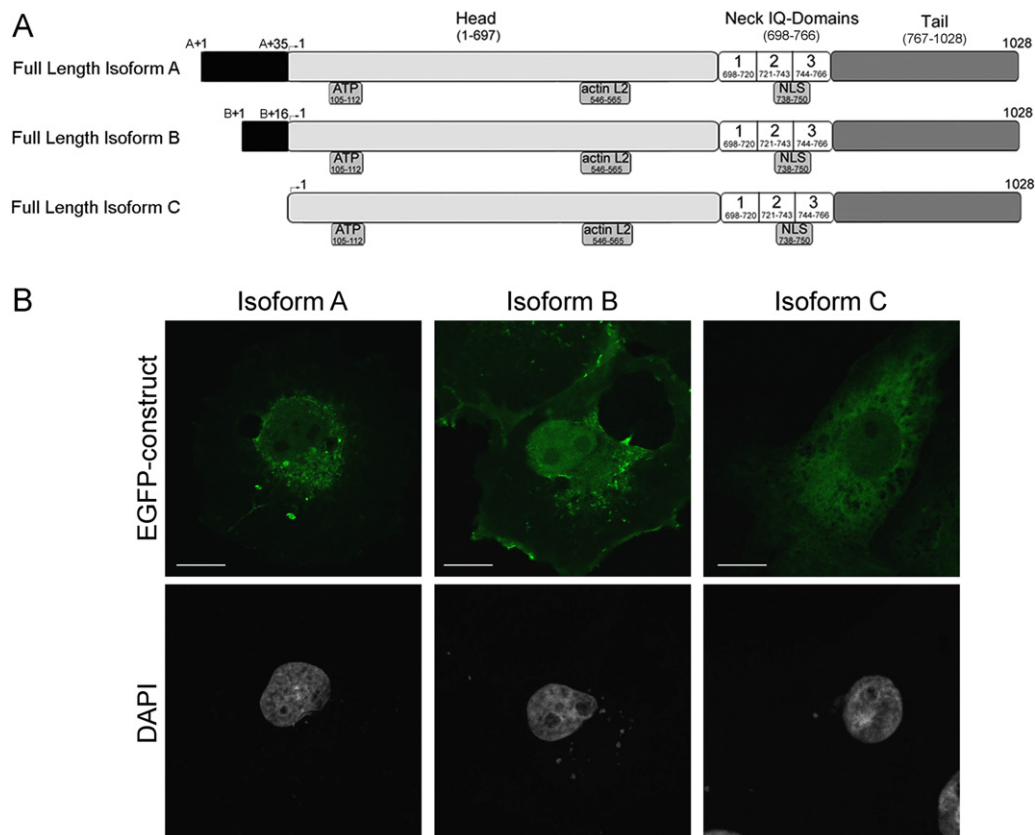 A
Head
(1-697)
Neck IQ-Domains
(698-766)
Tail
(767-1028)
A+1
A+35
1
1028
Full Length Isoform A
1
2
3
698-720
721-743
744-766
ATP
105-112
actin L2
546-565
NLS
738-750
B+1
B+16
1
1028
Full Length Isoform B
1
2
3
698-720
721-743
744-766
ATP
105-112
actin L2
546-565
NLS
738-750
1
1028
Full Length Isoform C
1
2
3
698-720
721-743
744-766
ATP
105-112
actin L2
546-565
NLS
738-750
B
Isoform A
Isoform B
Isoform C
EGFP-construct
DAPI